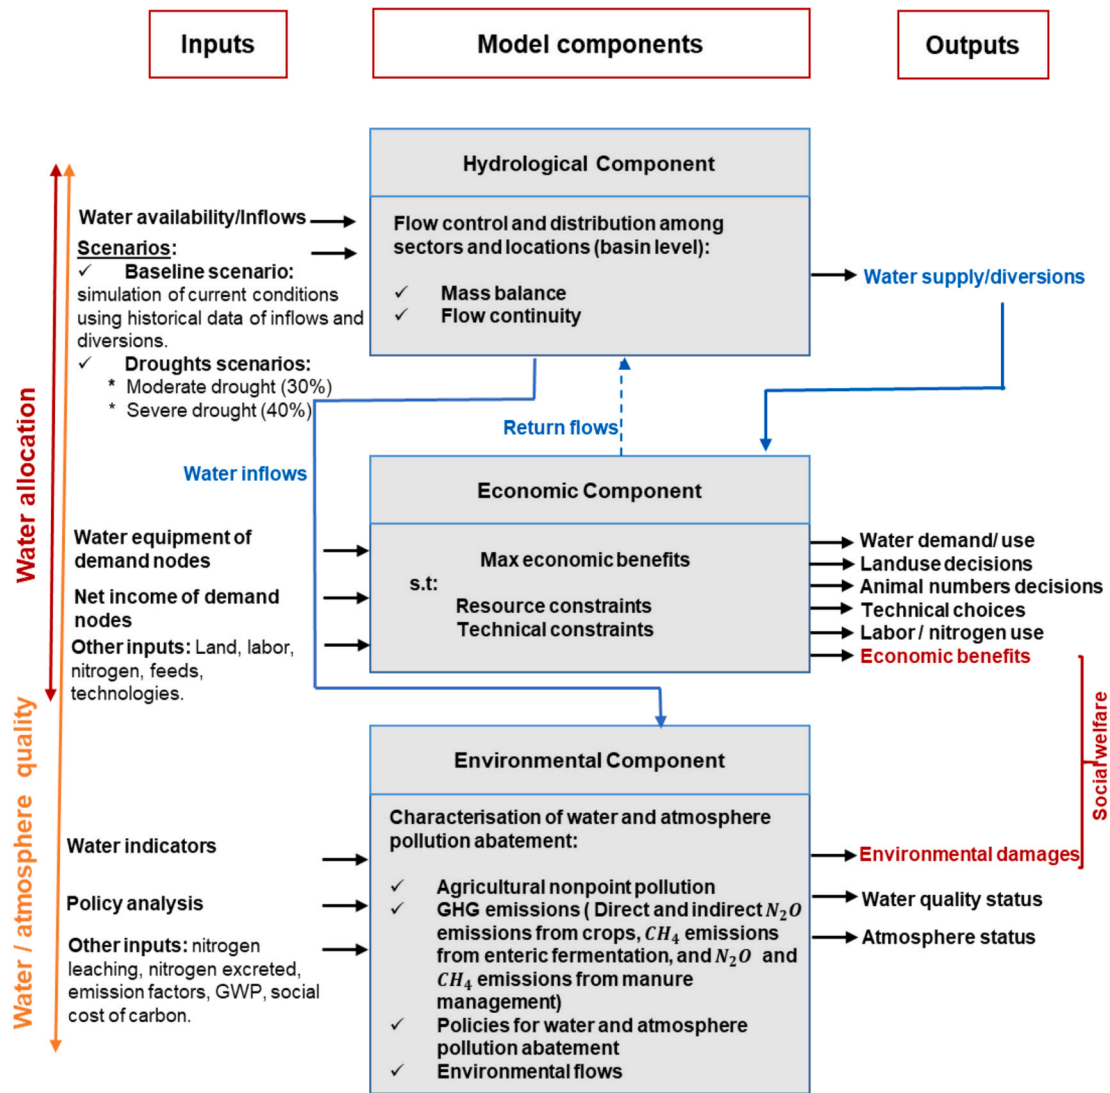 Inputs
Model components
Outputs
Hydrological Component
Water availability/Inflows
Scenarios:
✓ Baseline scenario:
simulation of current conditions
using historical data of inflows and
diversions.
✓ Droughts scenarios:
* Moderate drought (30%)
* Severe drought (40%)
Flow control and distribution among
sectors and locations (basin level):
✓ Mass balance
✓ Flow continuity
Water supply/diversions
Return flows
Water inflows
Water allocation
Economic Component
Water equipment of
demand nodes
Net income of demand
nodes
Other inputs: Land, labor,
nitrogen, feeds,
technologies.
Max economic benefits
s.t:
Resource constraints
Technical constraints
Water demand/ use
Landuse decisions
Animal numbers decisions
Technical choices
Labor / nitrogen use
Economic benefits
Social welfare
Water / atmosphere quality
Environmental Component
Water indicators
Policy analysis
Other inputs: nitrogen
leaching, nitrogen excreted,
emission factors, GWP, social
cost of carbon.
Characterisation of water and atmosphere
pollution abatement:
✓ Agricultural nonpoint pollution
✓ GHG emissions ( Direct and indirect N₂O
emissions from crops, CH₄ emissions
from enteric fermentation, and N₂O and
CH₄ emissions from manure
management)
✓ Policies for water and atmosphere
pollution abatement
✓ Environmental flows
Environmental damages
Water quality status
Atmosphere status